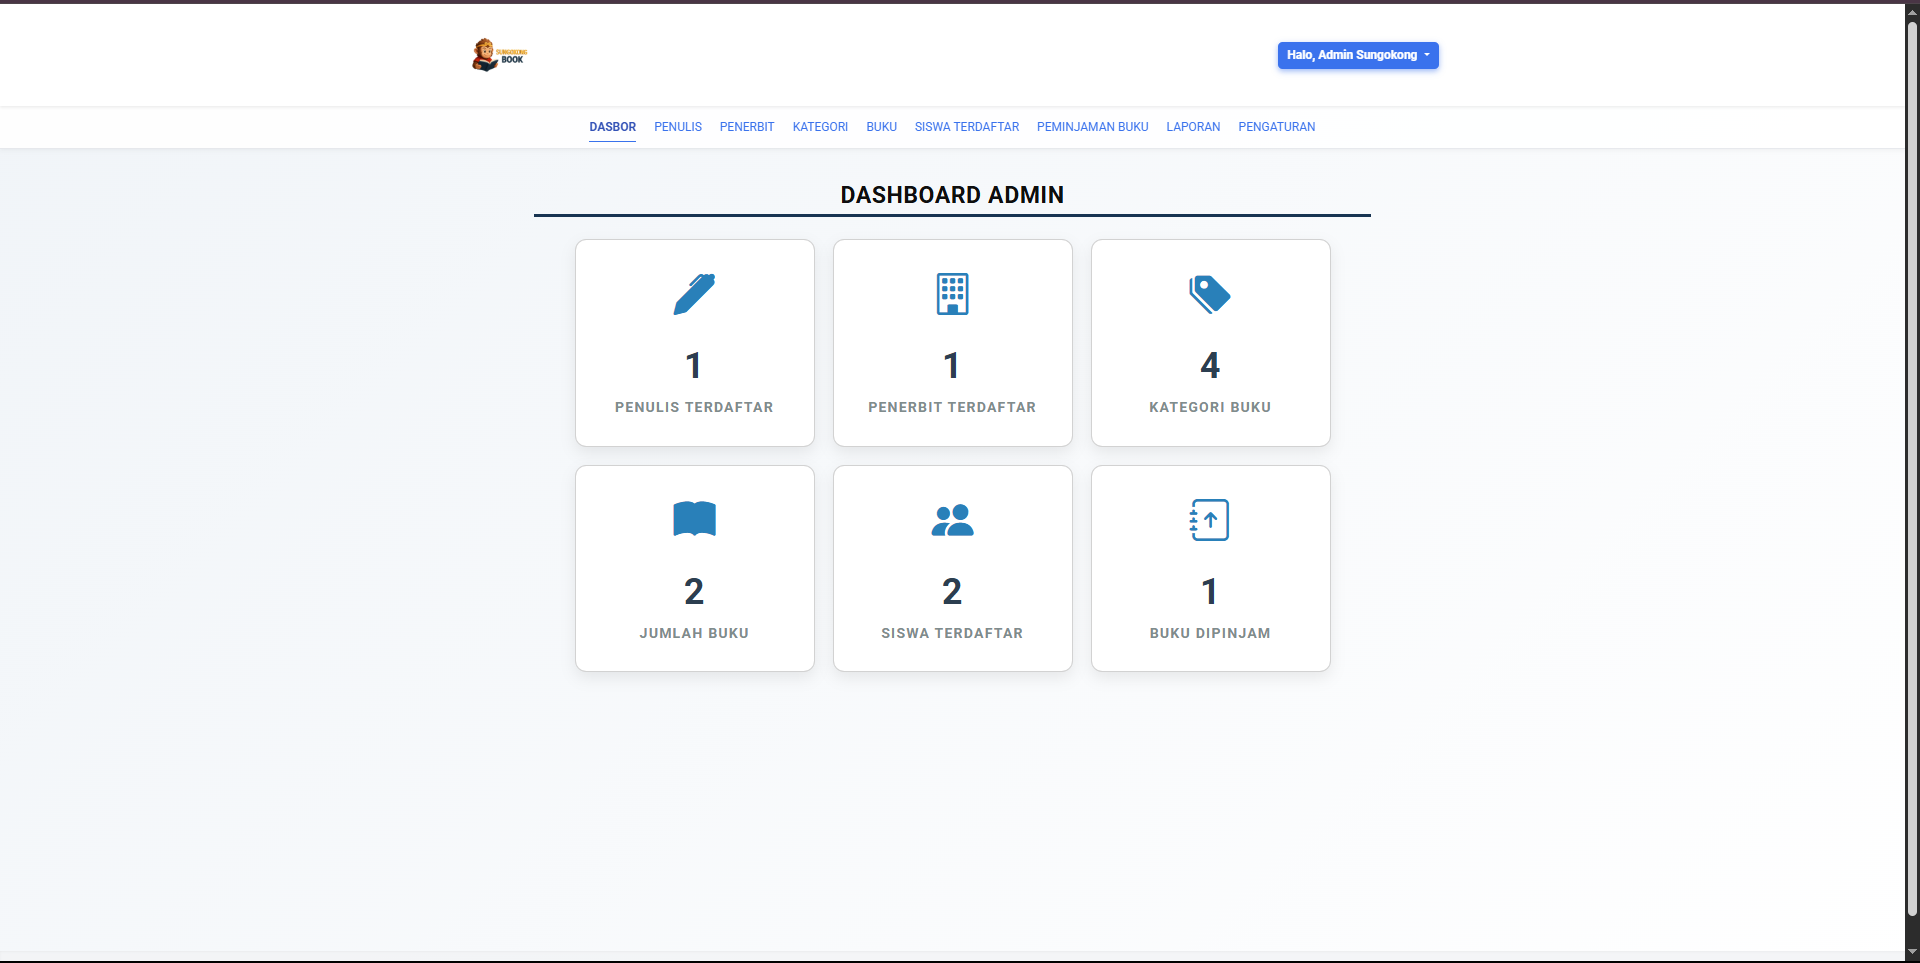 SUNGOKONG
BOOK
Halo, Admin Sungokong
DASBOR PENULIS PENERBIT KATEGORI BUKU SISWA TERDAFTAR PEMINJAMAN BUKU LAPORAN PENGATURAN
DASHBOARD ADMIN
1
PENULIS TERDAFTAR
1
PENERBIT TERDAFTAR
4
KATEGORI BUKU
2
JUMLAH BUKU
2
SISWA TERDAFTAR
1
BUKU DIPINJAM